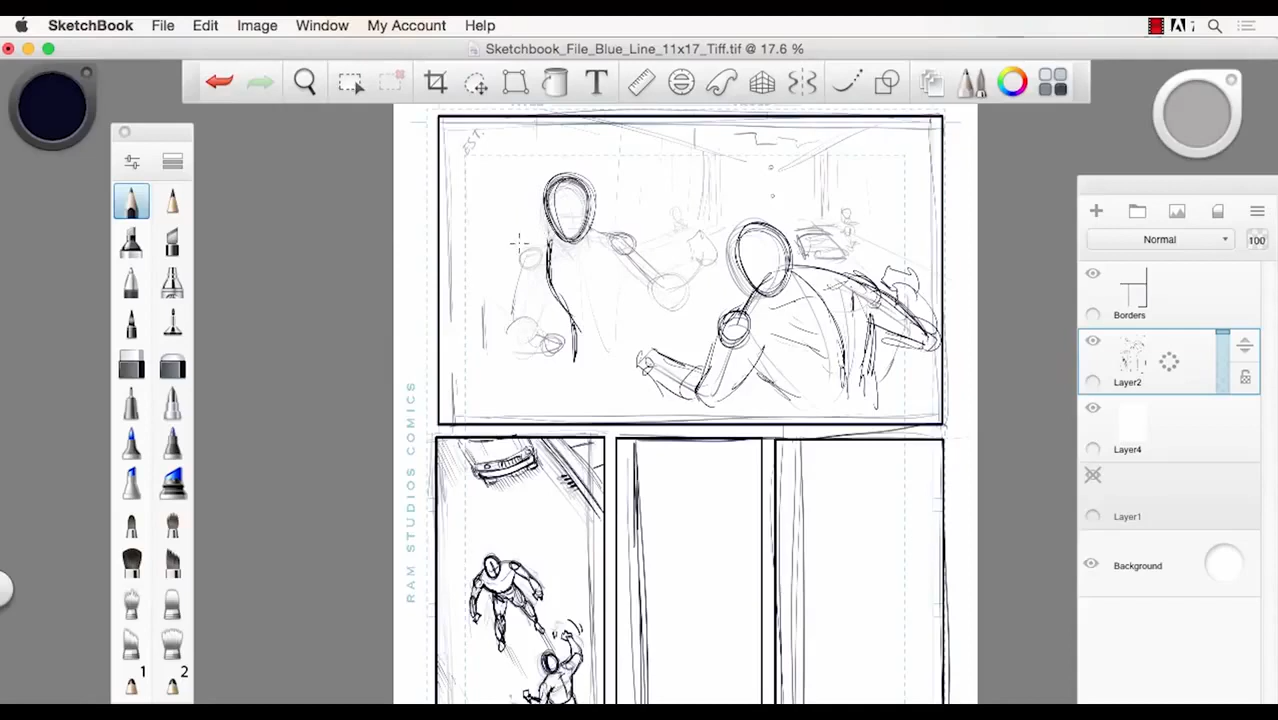 SketchBook File Edit Image Window My Account Help
Sketchbook_File_Blue_Line_11x17_Tiff.tif @ 17.6 %
T
EST.
Normal
100
Borders
Layer2
Layer4
Layer1
Background
RAM STUDIOS COMICS
1 2